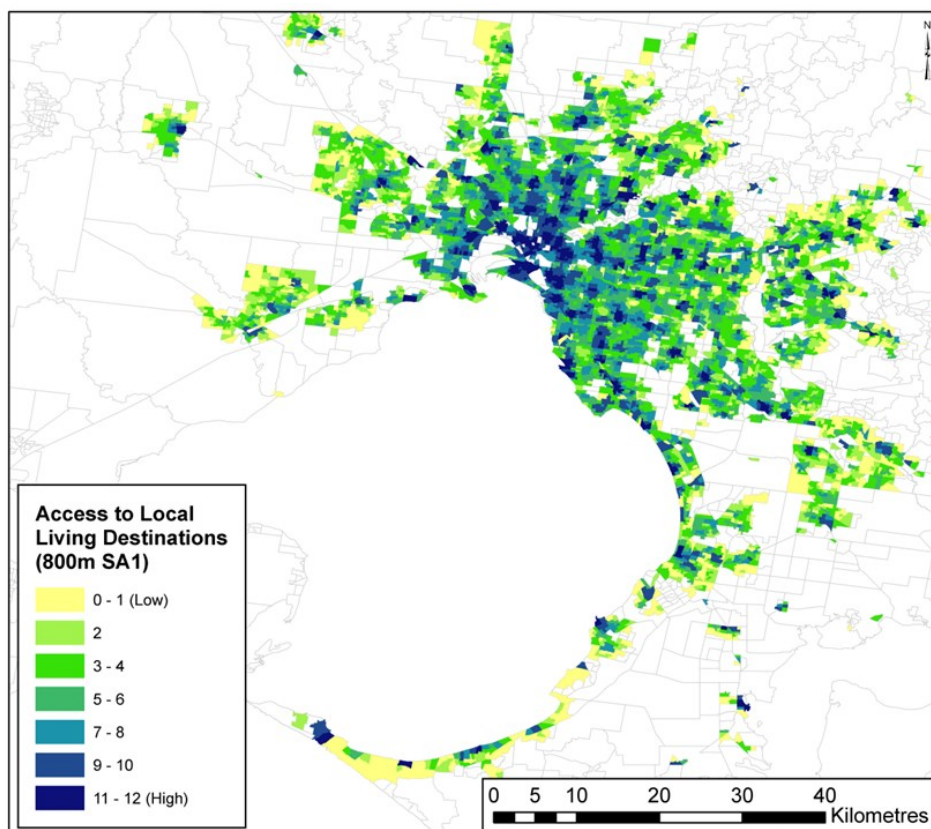 N
Access to Local
Living Destinations
(800m SA1)
0 - 1 (Low)
2
3 - 4
5 - 6
7 - 8
9 - 10
11 - 12 (High)
0 5 10 20 30 40
Kilometres